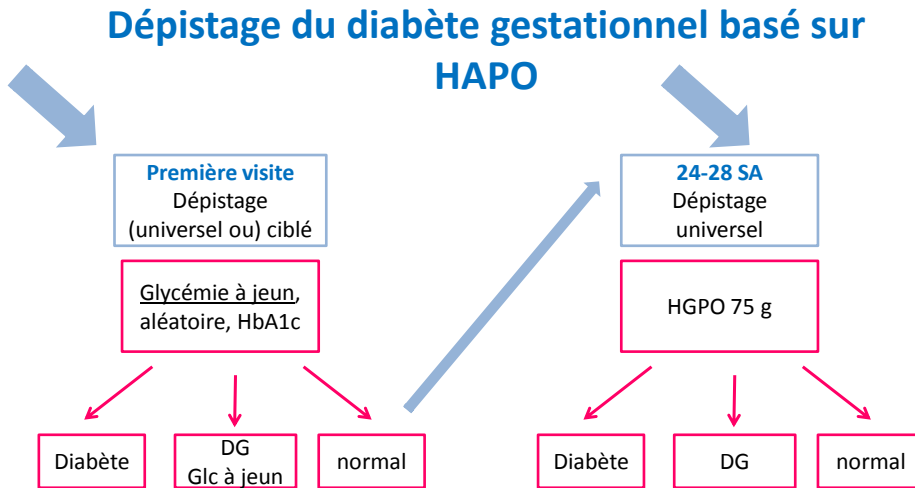 Dépistage du diabète gestationnel basé sur
HAPO
Première visite
Dépistage
(universel ou) ciblé
Glycémie à jeun,
aléatoire, HbA1c
Diabète
DG
Glc à jeun
normal
24-28 SA
Dépistage
universel
HGPO 75 g
Diabète
DG
normal